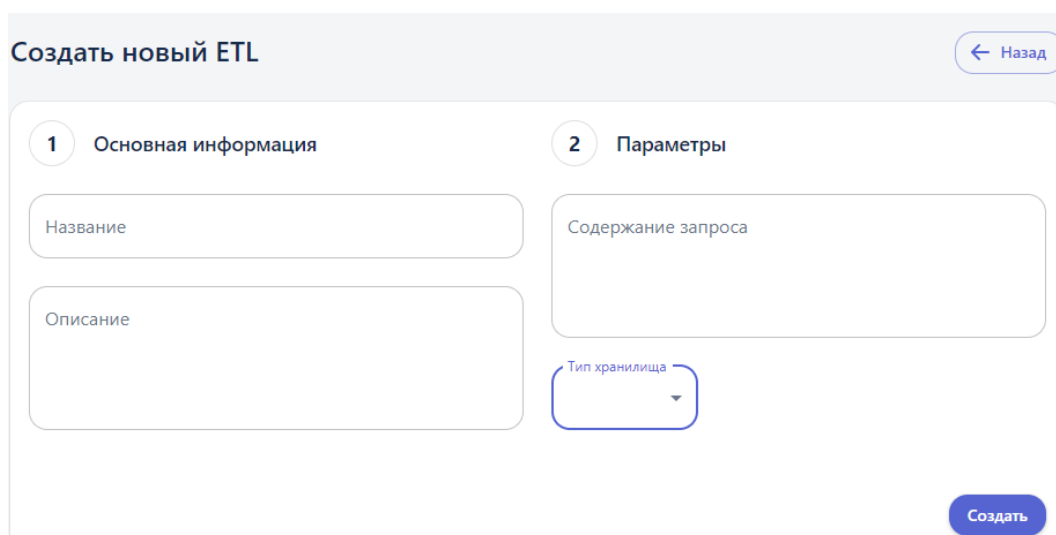 Создать новый ETL
Назад
1 Основная информация
Название
Описание
2 Параметры
Содержание запроса
Тип хранилища
Создать